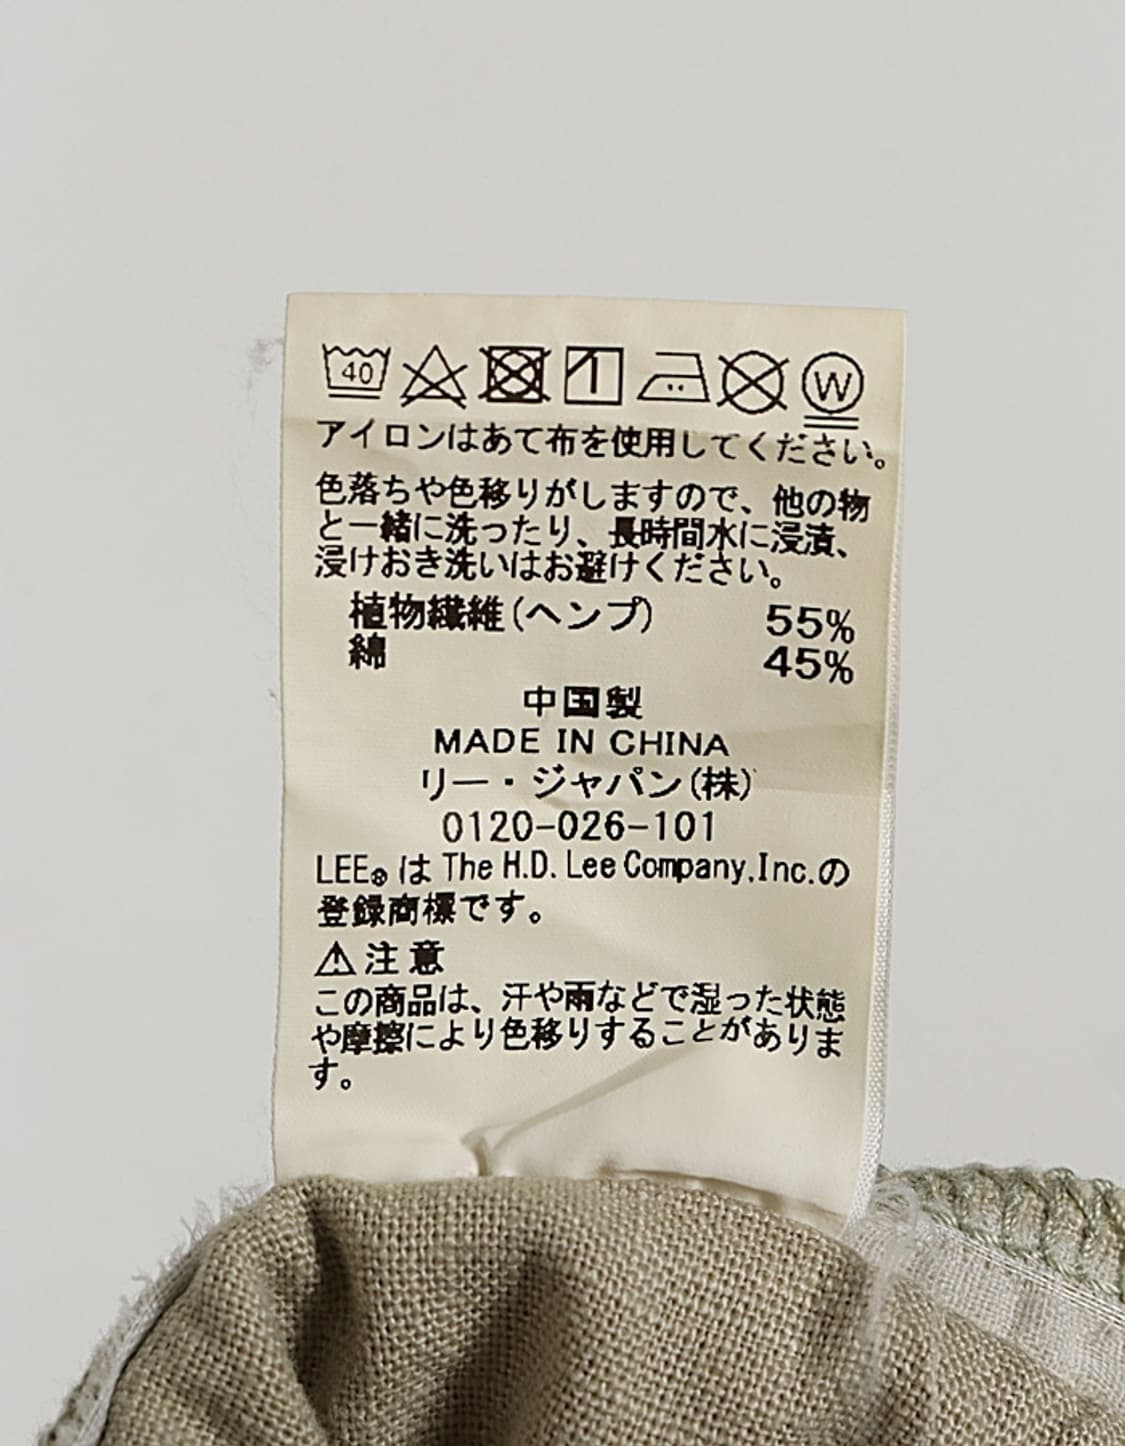 40 W
アイロンはあて布を使用してください。
色落ちや色移りがしますので、他の物
と一緒に洗ったり、長時間水に浸漬、
浸けおき洗いはお避けください。
植物繊維(ヘンプ) 55%
綿 45%
中国製
MADE IN CHINA
リー・ジャパン(株)
0120-026-101
LEE® は The H.D. Lee Company,Inc.の
登録商標です。
⚠注意
この商品は、汗や雨などで湿った状態
や摩擦により色移りすることがありま
す。